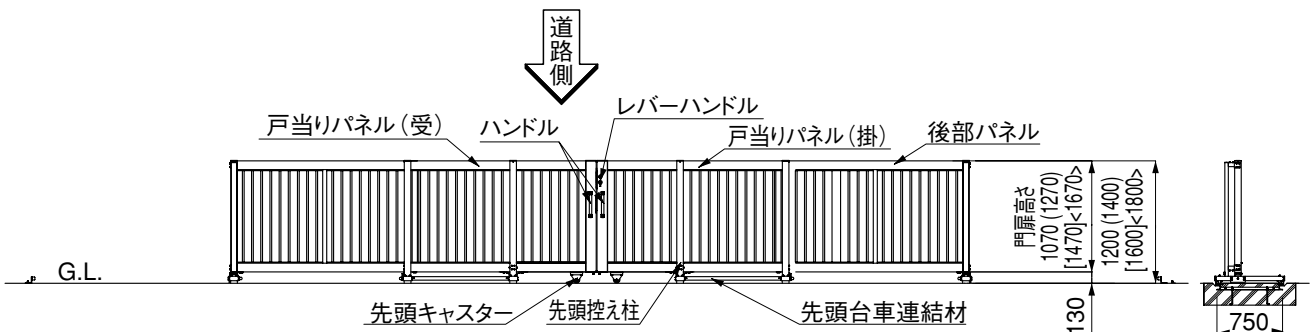 道路側
レバーハンドル
戸当りパネル(受)
ハンドル
戸当りパネル(掛)
後部パネル
門扉高さ
1070 (1270)
[1470]<1670>
1200 (1400)
[1600]<1800>
G.L.
先頭キャスター
先頭控え柱
先頭台車連結材
130
750